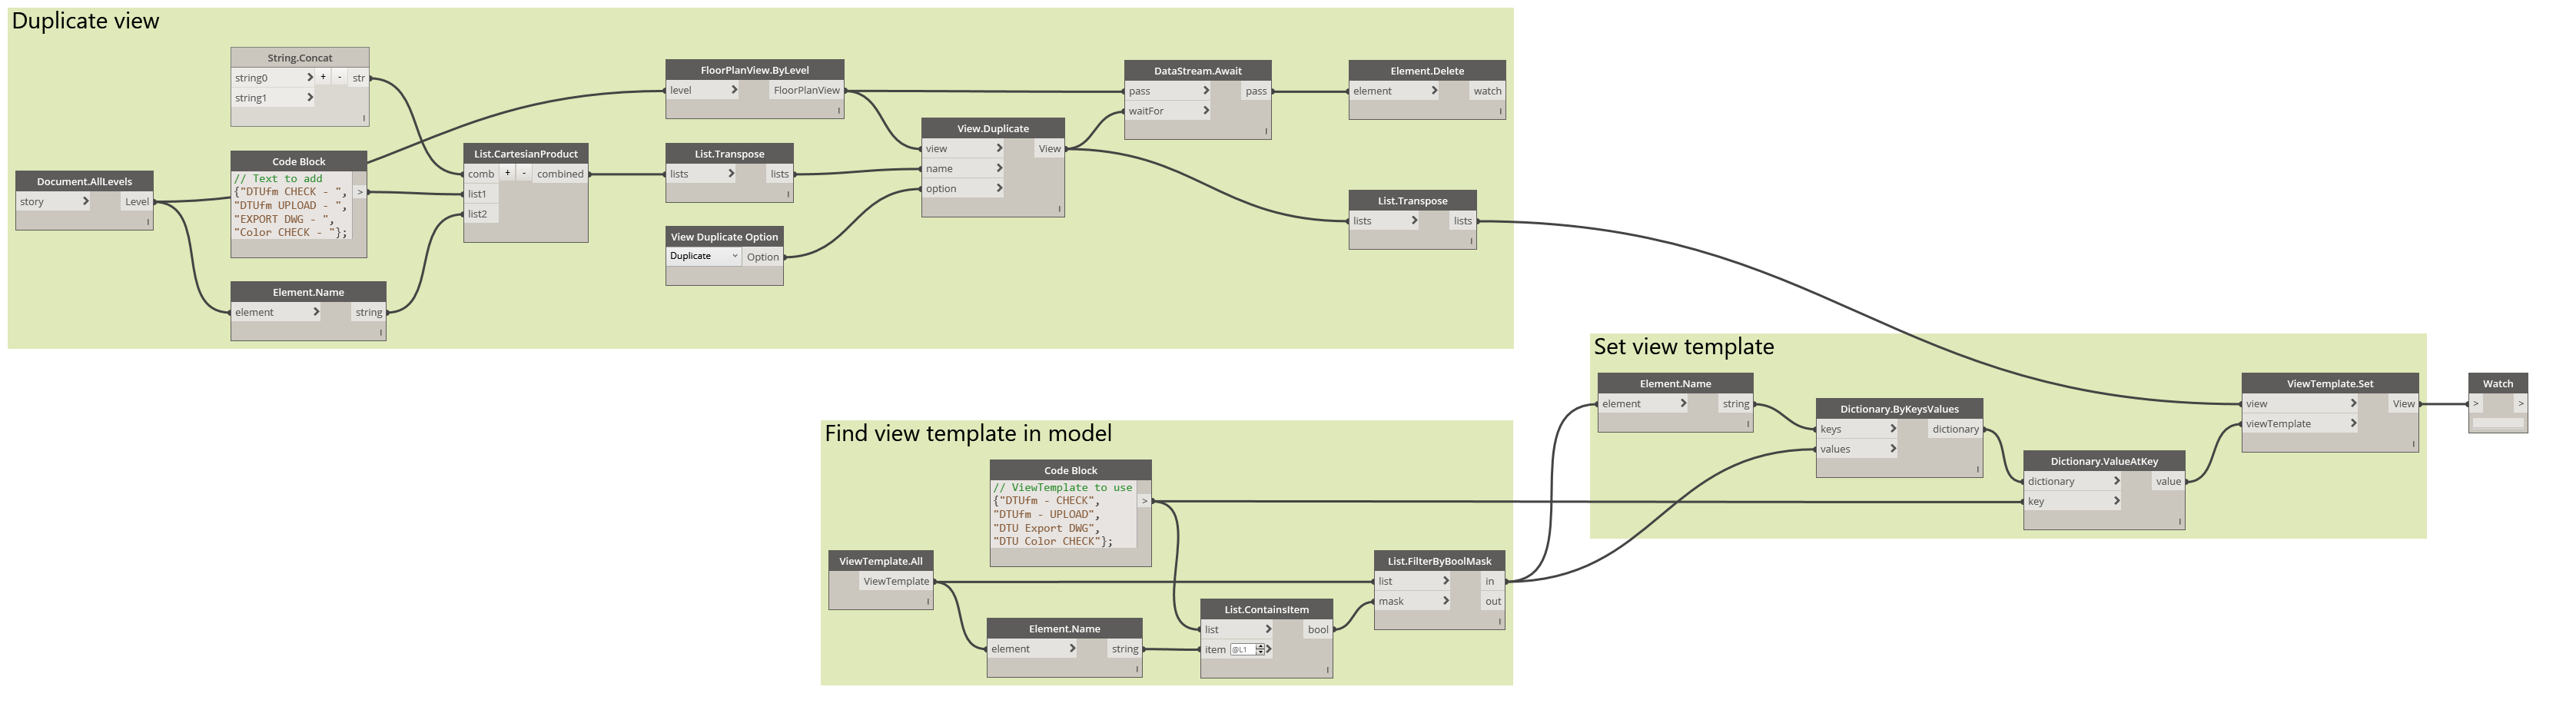 Duplicate view
String.Concat
string0 > + - str
string1 >
Code Block
// Text to add
{"DTUfm CHECK - ", >
"DTUfm UPLOAD - ",
"EXPORT DWG - ",
"Color CHECK - "};
Document.AllLevels
story > Level
Element.Name
element > string
List.CartesianProduct
comb + - combined
list1
list2
FloorPlanView.ByLevel
level > FloorPlanView
List.Transpose
lists > lists
View Duplicate Option
Duplicate Option
View.Duplicate
view > View
name >
option >
DataStream.Await
pass > pass
waitFor >
Element.Delete
element > watch
List.Transpose
lists > lists
Find view template in model
Code Block
// ViewTemplate to use
{"DTUfm - CHECK", >
"DTUfm - UPLOAD",
"DTU Export DWG",
"DTU Color CHECK"};
ViewTemplate.All
ViewTemplate
Element.Name
element > string
List.ContainsItem
list > bool
item @L1 >
List.FilterByBoolMask
list > in
mask > out
Set view template
Element.Name
element > string
Dictionary.ByKeysValues
keys > dictionary
values >
Dictionary.ValueAtKey
dictionary > value
key >
ViewTemplate.Set
view > View
viewTemplate >
Watch
> >